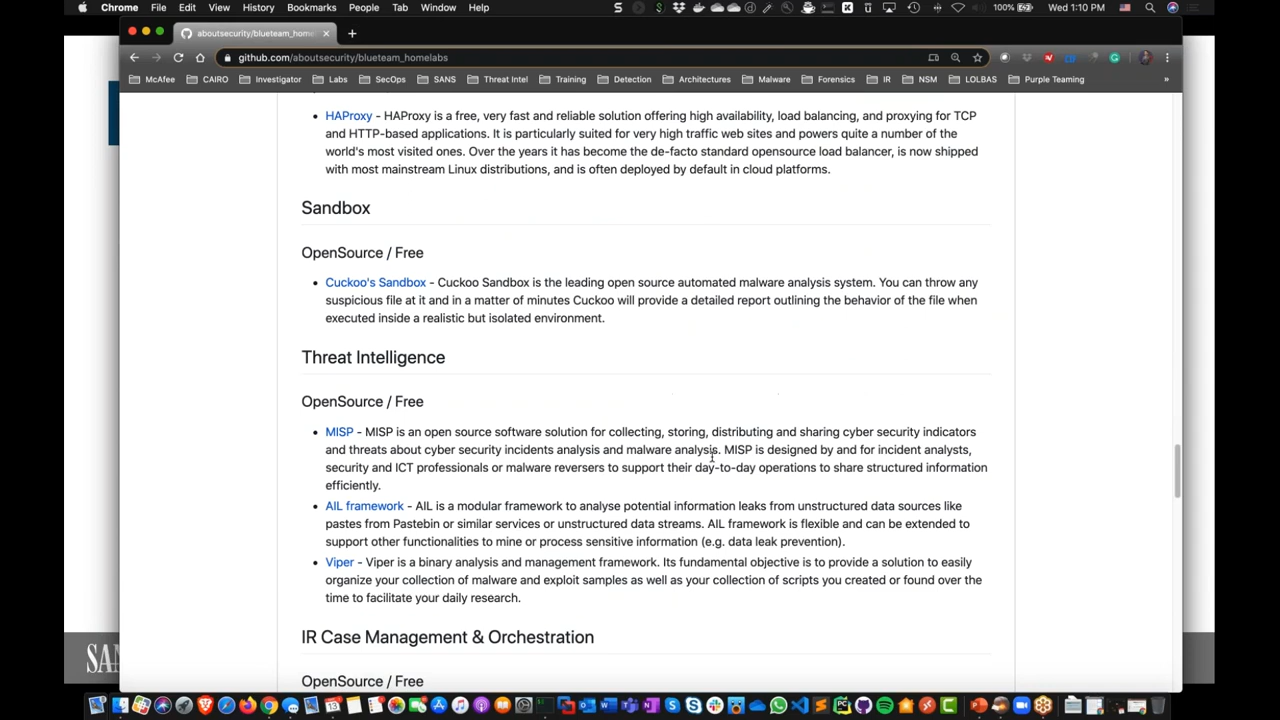 Chrome File Edit View History Bookmarks People Tab Window Help 100% Wed 1:10 PM
aboutsecurity/blueteam_home
github.com/aboutsecurity/blueteam_homelabs
McAfee CAIRO Investigator Labs SecOps SANS Threat Intel Training Detection Architectures Malware Forensics IR NSM LOLBAS Purple Teaming »
• HAProxy - HAProxy is a free, very fast and reliable solution offering high availability, load balancing, and proxying for TCP
and HTTP-based applications. It is particularly suited for very high traffic web sites and powers quite a number of the
world's most visited ones. Over the years it has become the de-facto standard opensource load balancer, is now shipped
with most mainstream Linux distributions, and is often deployed by default in cloud platforms.
Sandbox
OpenSource / Free
• Cuckoo's Sandbox - Cuckoo Sandbox is the leading open source automated malware analysis system. You can throw any
suspicious file at it and in a matter of minutes Cuckoo will provide a detailed report outlining the behavior of the file when
executed inside a realistic but isolated environment.
Threat Intelligence
OpenSource / Free
• MISP - MISP is an open source software solution for collecting, storing, distributing and sharing cyber security indicators
and threats about cyber security incidents analysis and malware analysis. MISP is designed by and for incident analysts,
security and ICT professionals or malware reversers to support their day-to-day operations to share structured information
efficiently.
• AIL framework - AIL is a modular framework to analyse potential information leaks from unstructured data sources like
pastes from Pastebin or similar services or unstructured data streams. AIL framework is flexible and can be extended to
support other functionalities to mine or process sensitive information (e.g. data leak prevention).
• Viper - Viper is a binary analysis and management framework. Its fundamental objective is to provide a solution to easily
organize your collection of malware and exploit samples as well as your collection of scripts you created or found over the
time to facilitate your daily research.
IR Case Management & Orchestration
OpenSource / Free